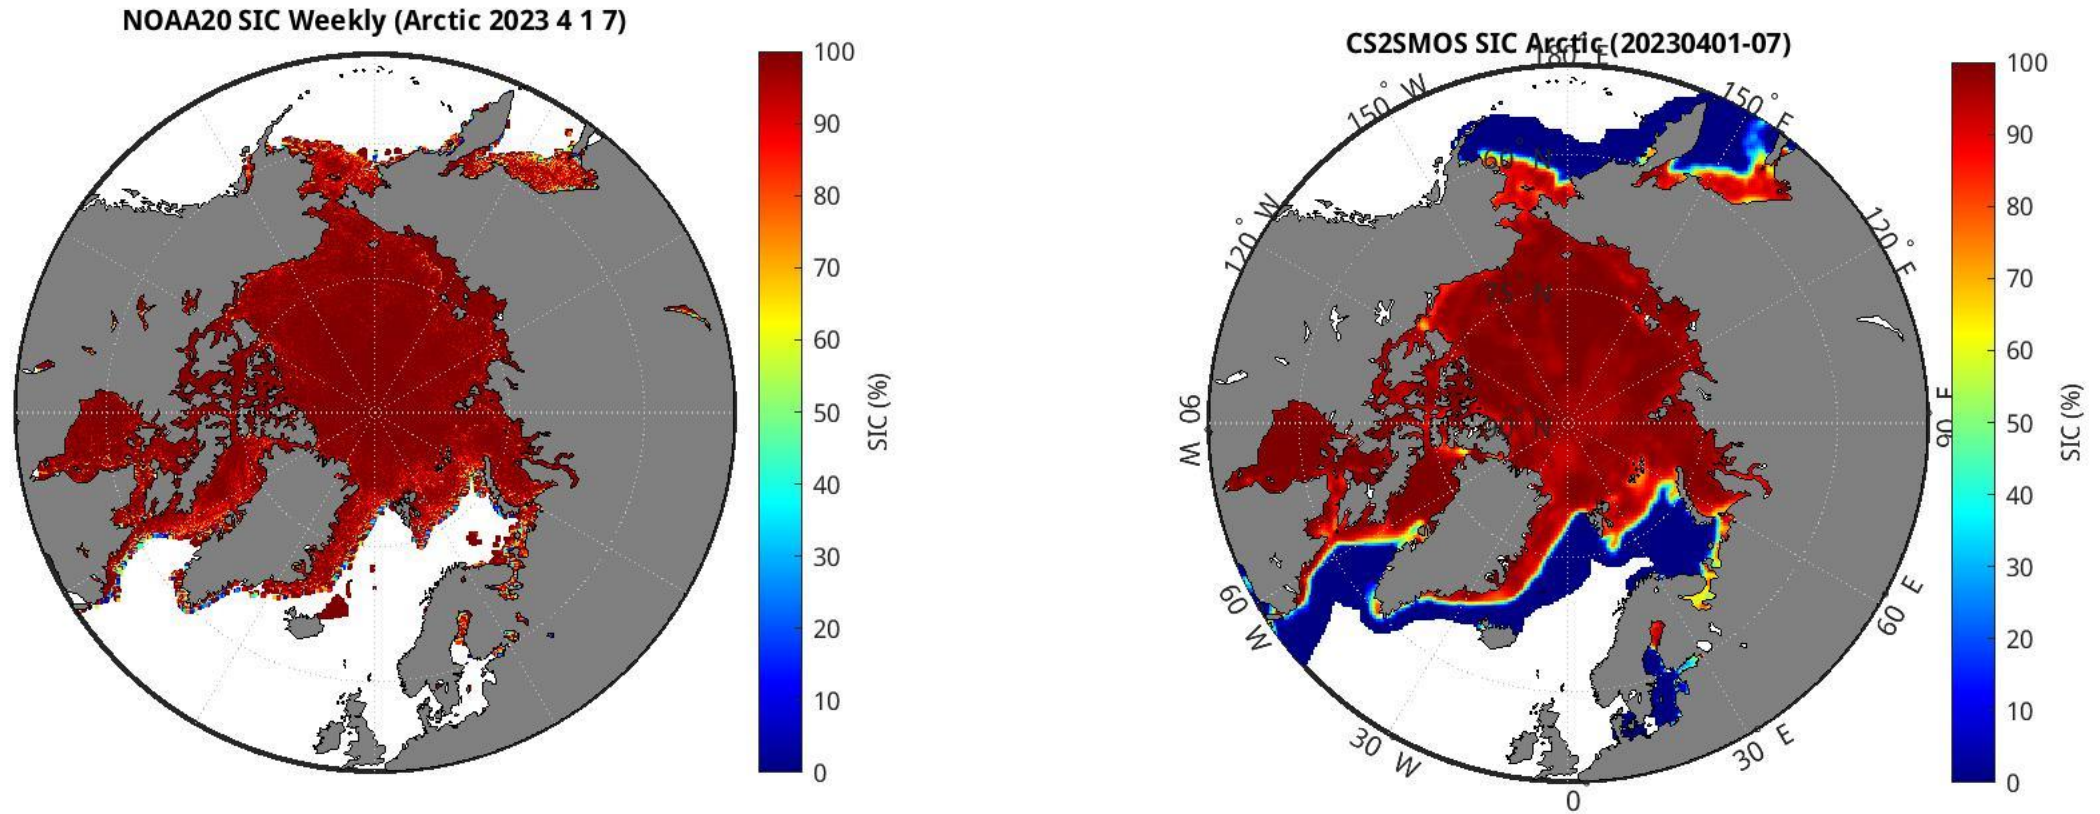 NOAA20 SIC Weekly (Arctic 2023 4 1 7)
100
90
80
70
60
50
40
30
20
10
0
SIC (%)
CS2SMOS SIC Arctic (20230401-07)
180° E
150° W
150° E
120° W
120° E
90 W
90 E
60 W
60 E
30 W
30 E
0
60° N
75 N
90 N
100
90
80
70
60
50
40
30
20
10
0
SIC (%)